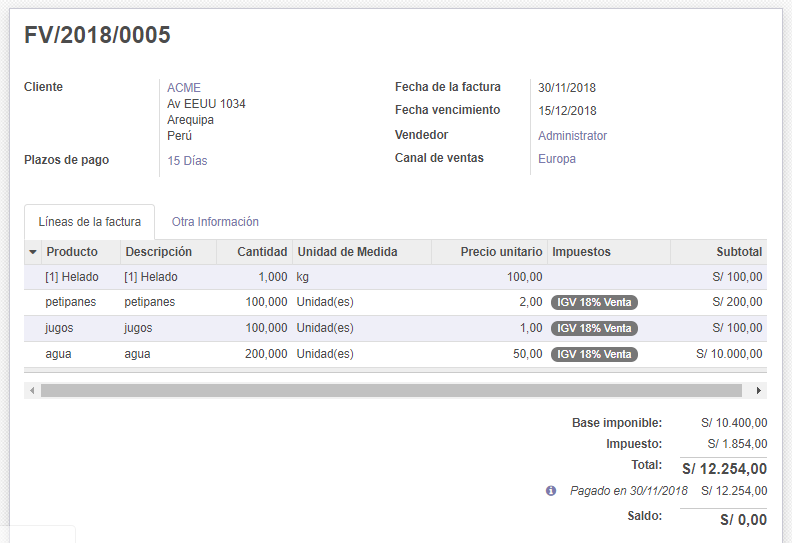 FV/2018/0005
Cliente ACME Fecha de la factura 30/11/2018
Av EEUU 1034 Fecha vencimiento 15/12/2018
Arequipa
Perú Vendedor Administrator
Plazos de pago 15 Días Canal de ventas Europa
Líneas de la factura Otra Información
Producto Descripción Cantidad Unidad de Medida Precio unitario Impuestos Subtotal
[1] Helado [1] Helado 1,000 kg 100,00 S/ 100,00
petipanes petipanes 100,000 Unidad(es) 2,00 IGV 18% Venta S/ 200,00
jugos jugos 100,000 Unidad(es) 1,00 IGV 18% Venta S/ 100,00
agua agua 200,000 Unidad(es) 50,00 IGV 18% Venta S/ 10.000,00
Base imponible: S/ 10.400,00
Impuesto: S/ 1.854,00
Total: S/ 12.254,00
Pagado en 30/11/2018 S/ 12.254,00
Saldo: S/ 0,00